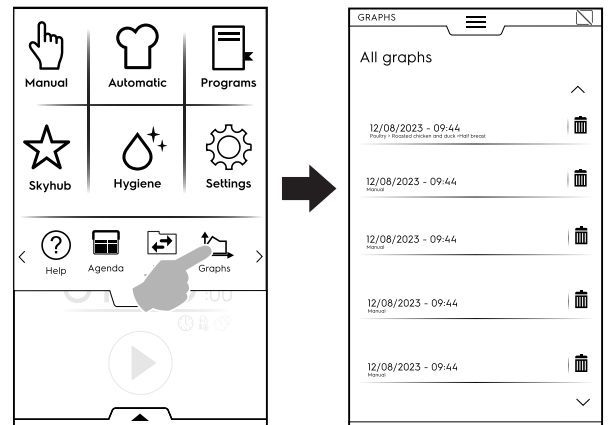 Manual
Automatic
Programs
Skyhub
Hygiene
Settings
Help
Agenda
Graphs
:00
GRAPHS
All graphs
12/08/2023 - 09:44
Poultry > Roasted chicken and duck >Half breast
12/08/2023 - 09:44
Manual
12/08/2023 - 09:44
Manual
12/08/2023 - 09:44
Manual
12/08/2023 - 09:44
Manual